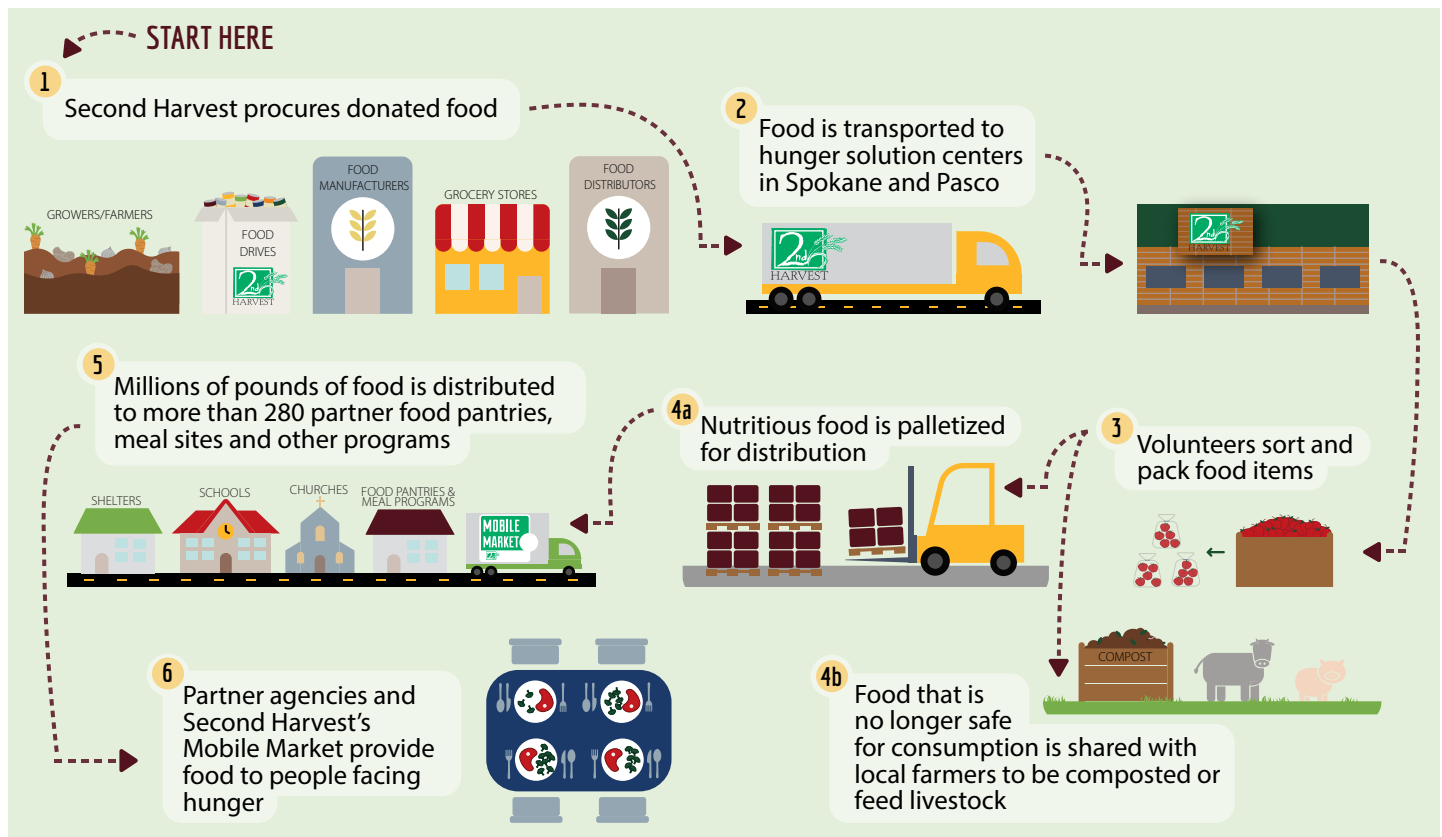 START HERE
1
Second Harvest procures donated food
GROWERS/FARMERS
FOOD
DRIVES
2nd
HARVEST
FOOD
MANUFACTURERS
GROCERY STORES
FOOD
DISTRIBUTORS
2
Food is transported to
hunger solution centers
in Spokane and Pasco
2nd
HARVEST
2nd
HARVEST
3
Volunteers sort and
pack food items
4a
Nutritious food is palletized
for distribution
4b
Food that is
no longer safe
for consumption is shared with
local farmers to be composted or
feed livestock
COMPOST
5
Millions of pounds of food is distributed
to more than 280 partner food pantries,
meal sites and other programs
SHELTERS
SCHOOLS
CHURCHES
FOOD PANTRIES &
MEAL PROGRAMS
MOBILE
MARKET
6
Partner agencies and
Second Harvest's
Mobile Market provide
food to people facing
hunger